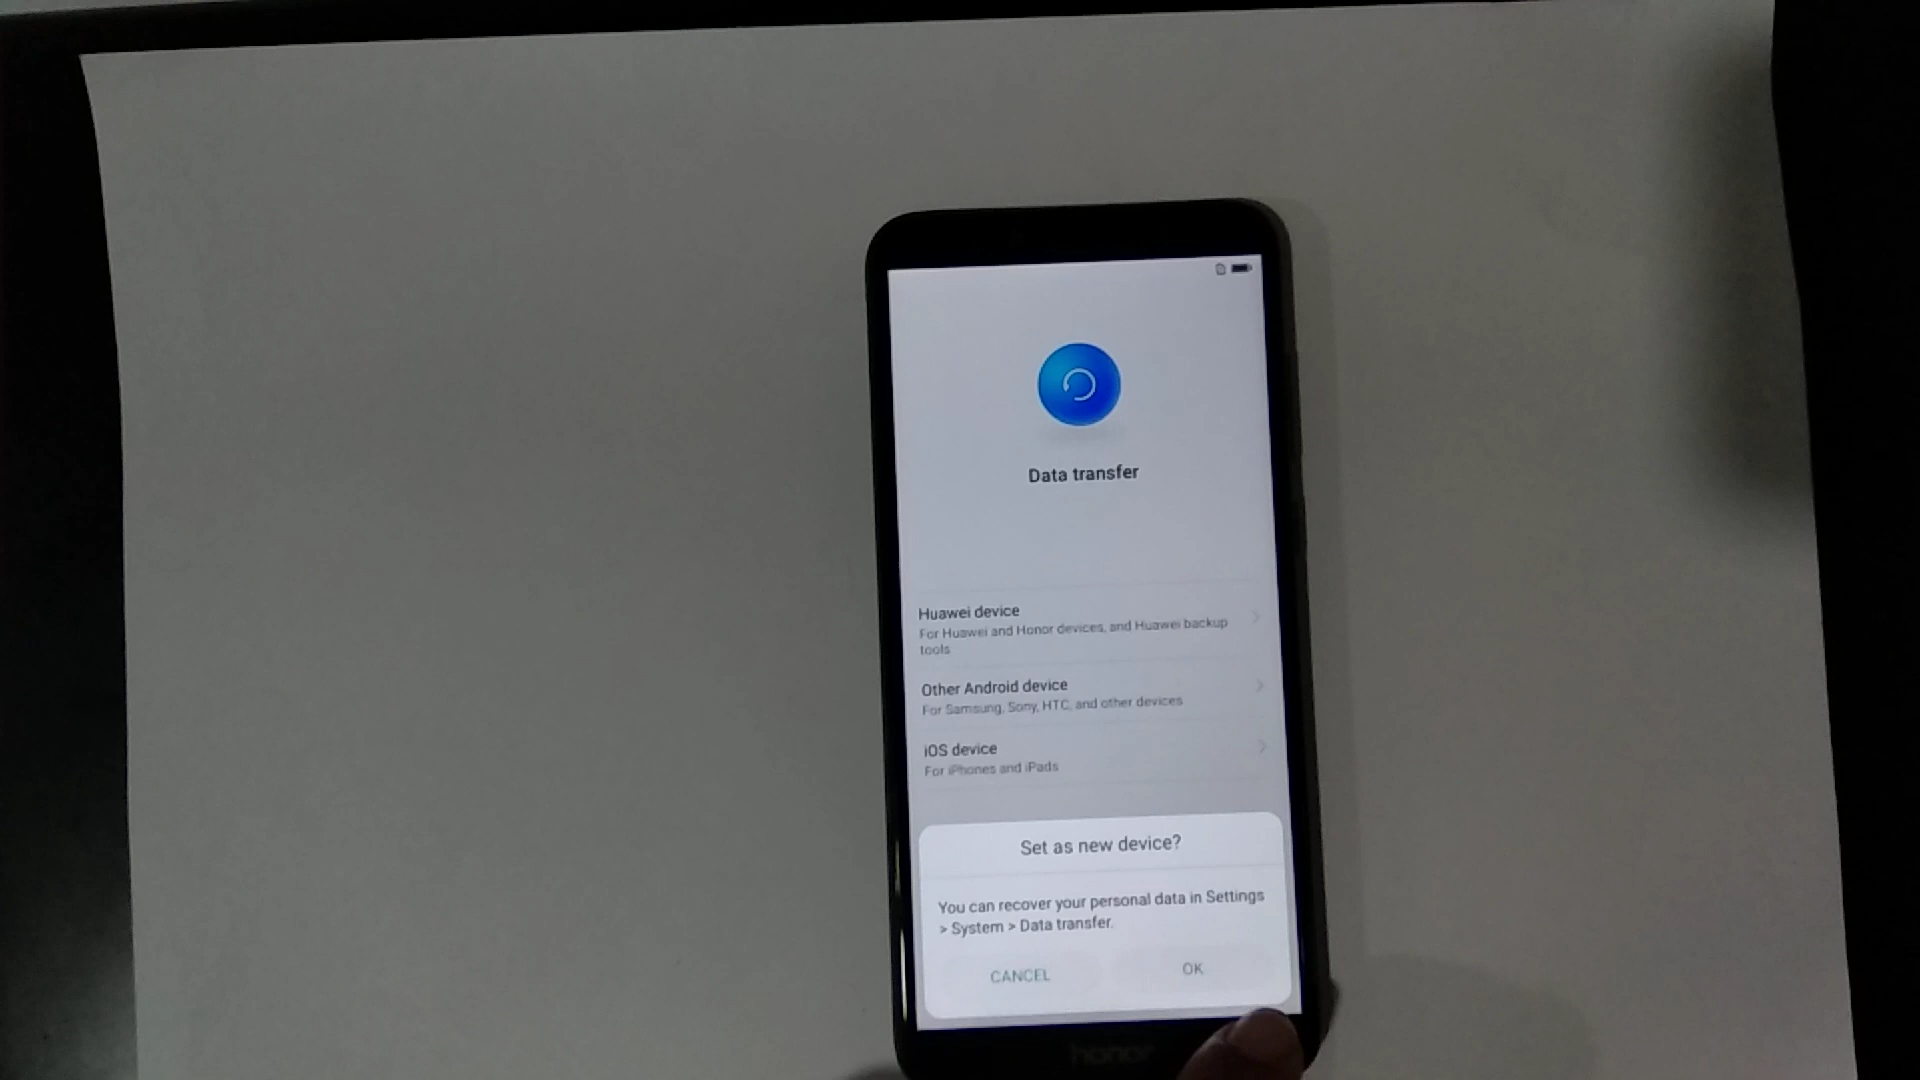 Data transfer
Huawei device
For Huawei and Honor devices, and Huawei backup
tools
Other Android device
For Samsung, Sony, HTC, and other devices
iOS device
For iPhones and iPads
Set as new device?
You can recover your personal data in Settings
> System > Data transfer.
CANCEL
OK
honor